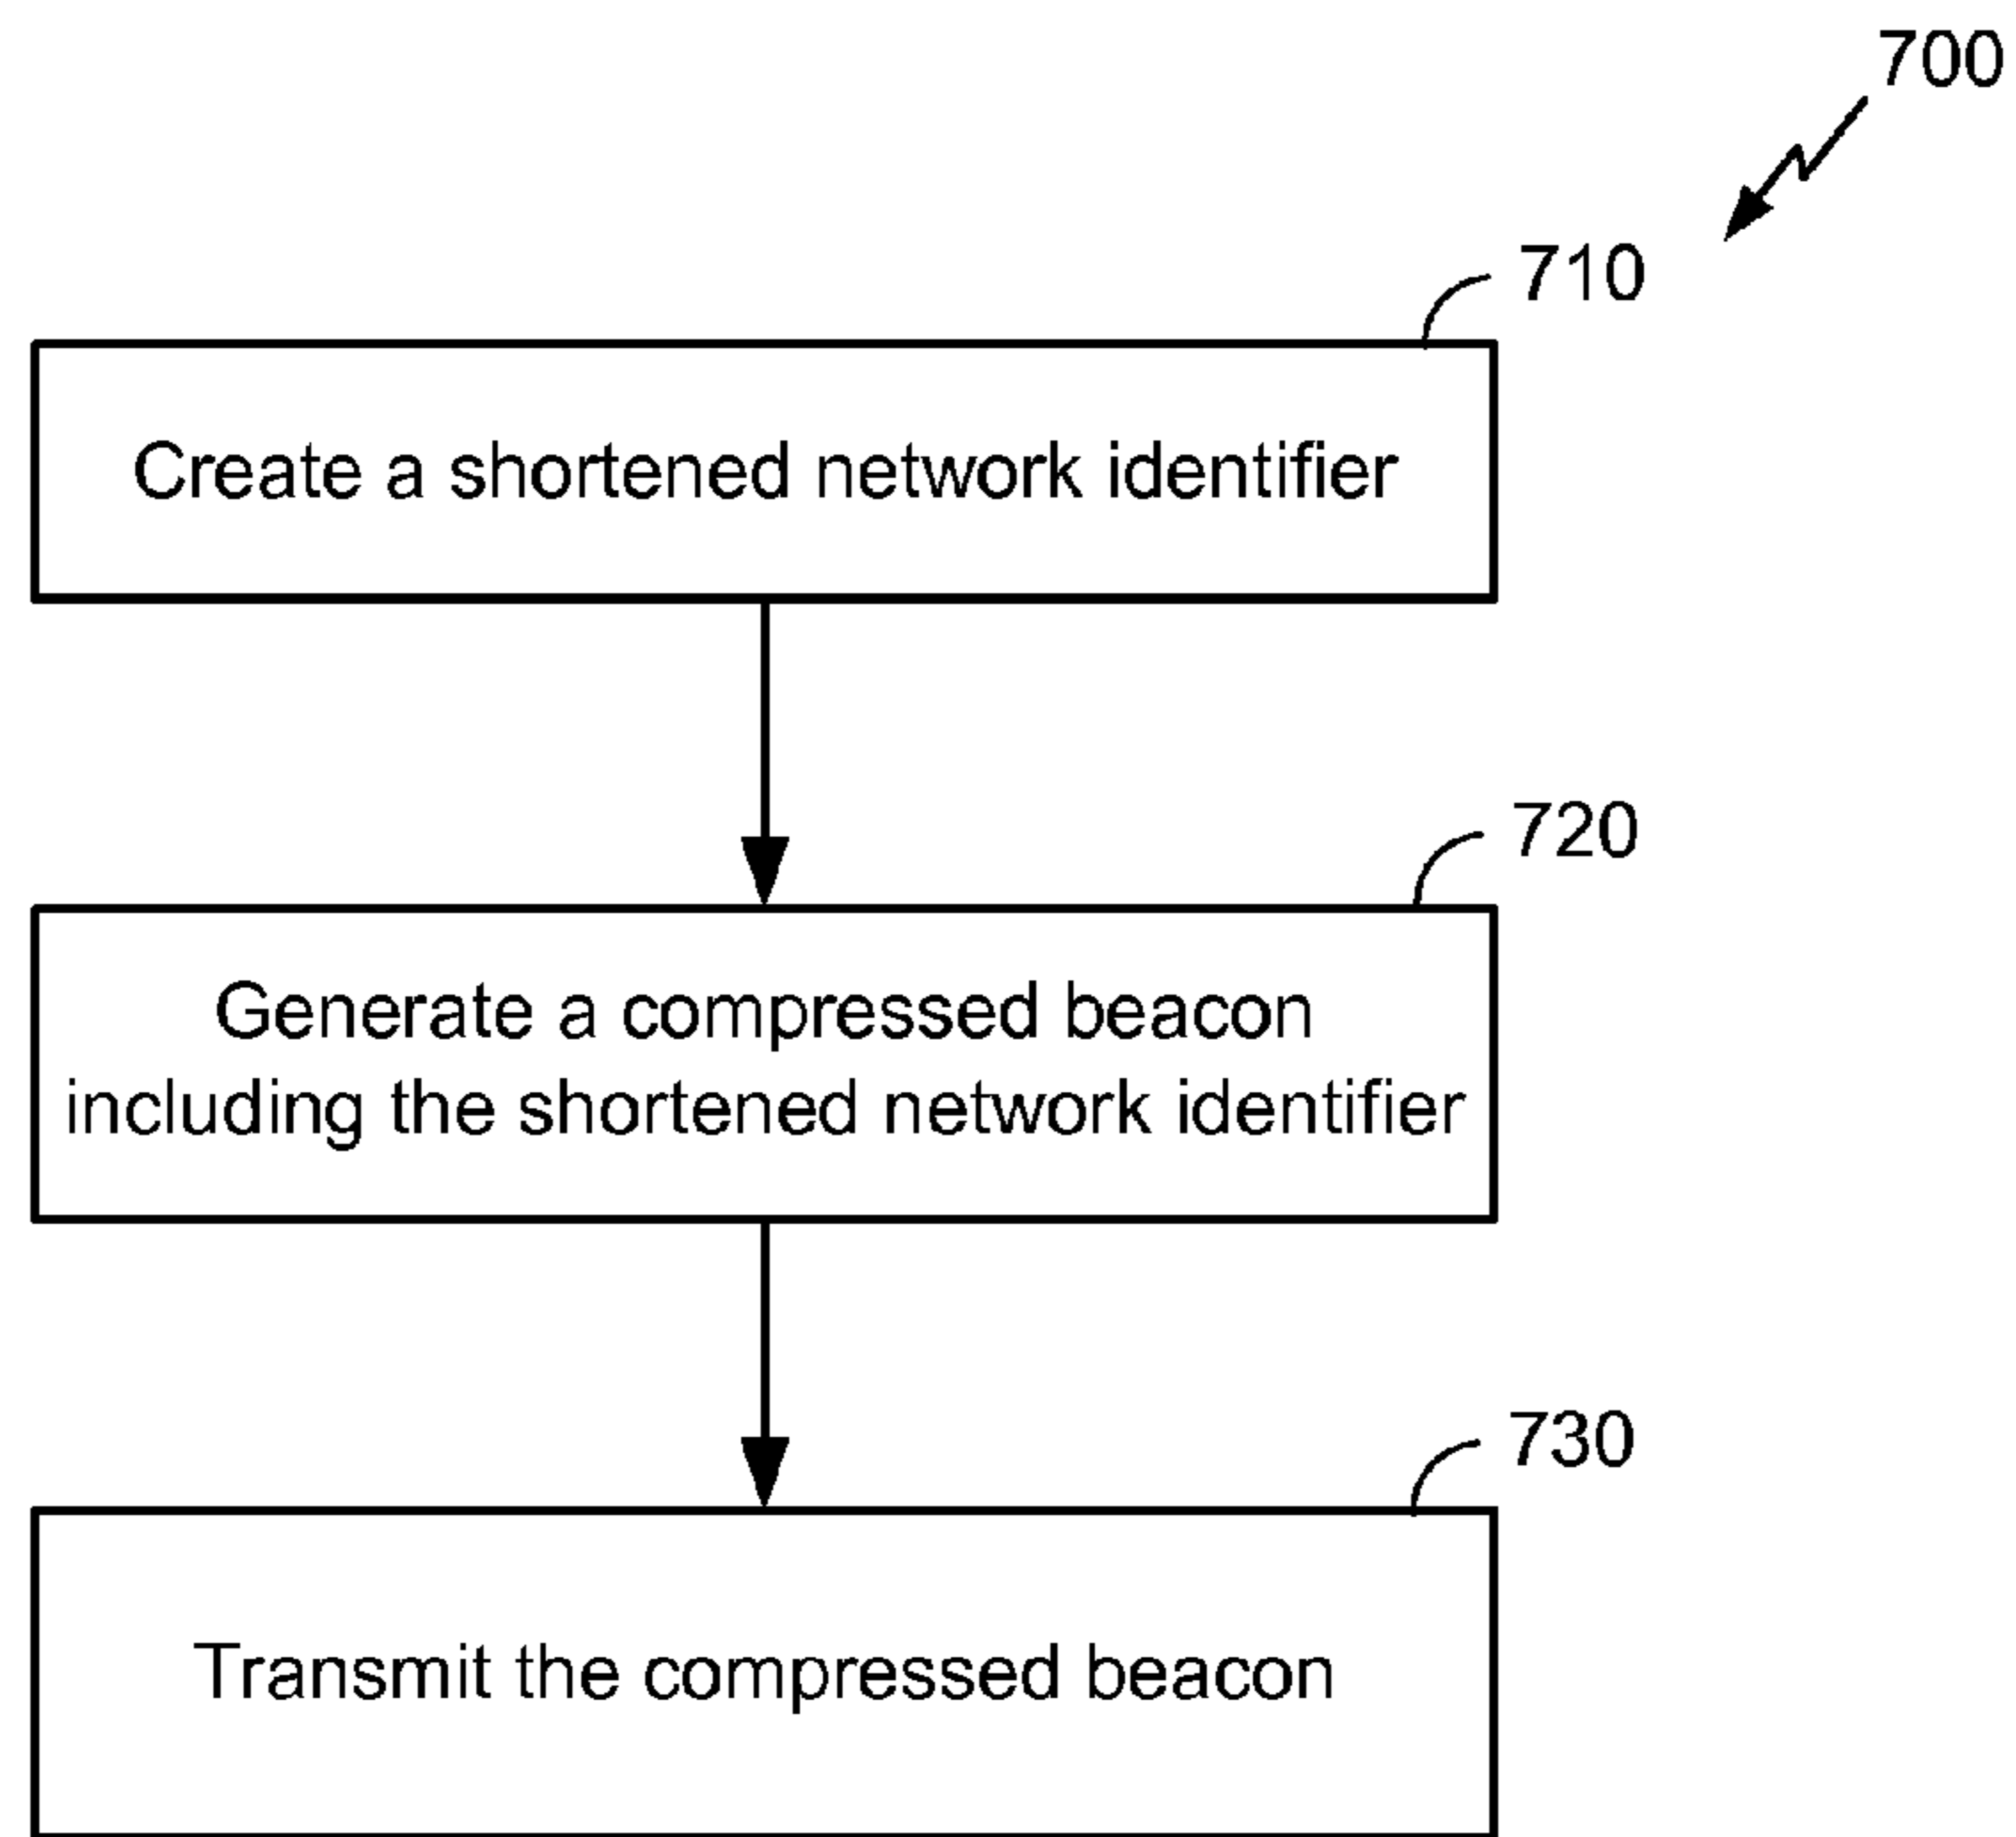 700
710
Create a shortened network identifier
720
Generate a compressed beacon
including the shortened network identifier
730
Transmit the compressed beacon